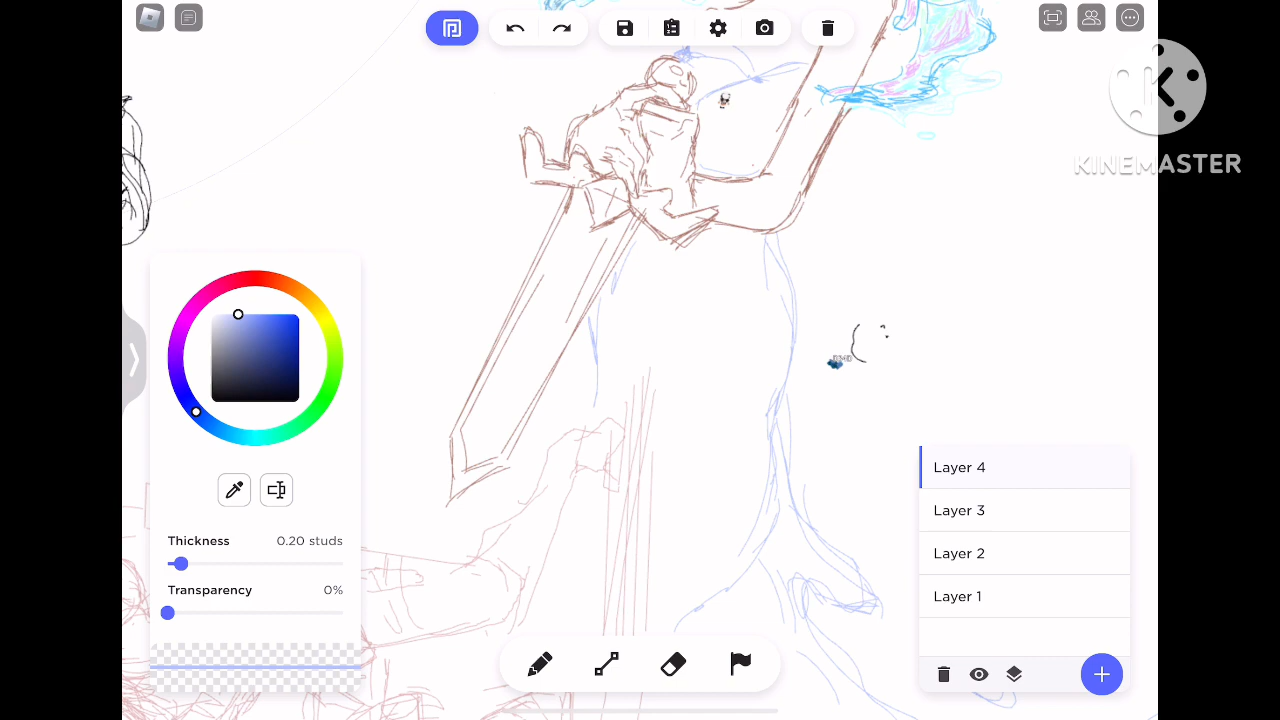 KINEMASTER
Thickness 0.20 studs
Transparency 0%
Layer 4
Layer 3
Layer 2
Layer 1